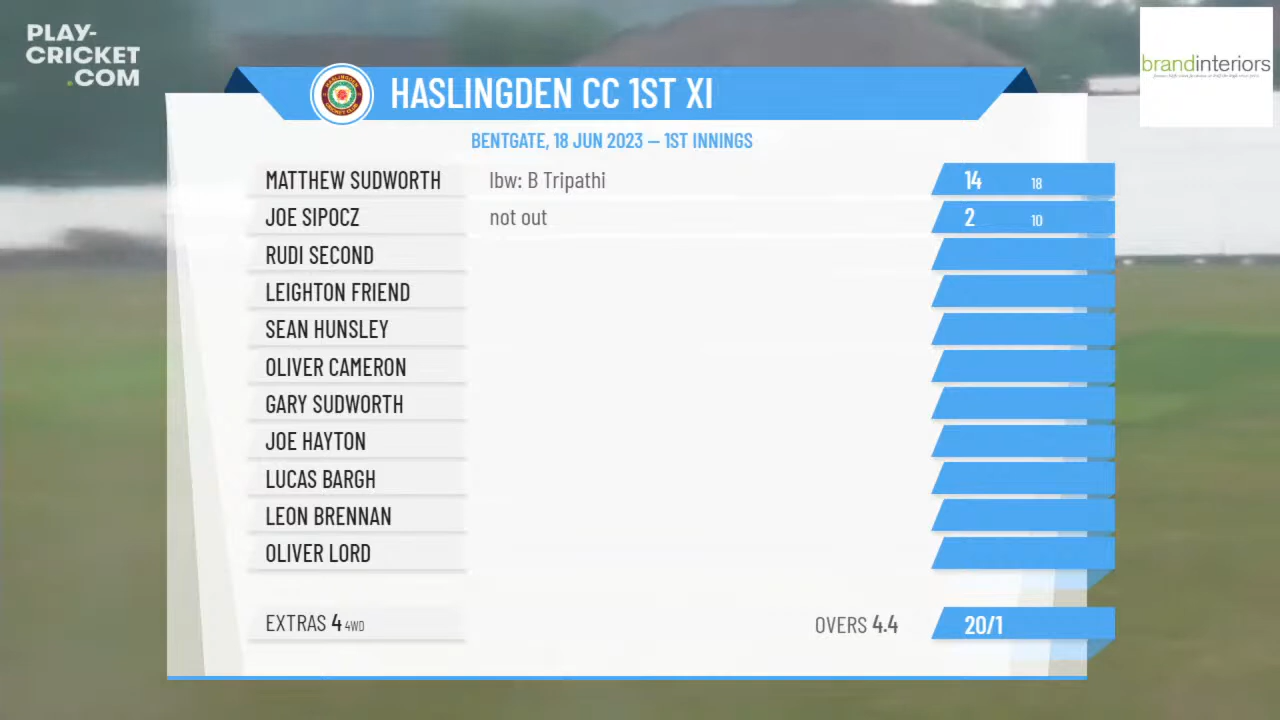 PLAY-
CRICKET
.COM
brandinteriors
HASLINGDEN CC 1ST XI
BENTGATE, 18 JUN 2023 – 1ST INNINGS
MATTHEW SUDWORTH lbw: B Tripathi 14 18
JOE SIPOCZ not out 2 10
RUDI SECOND
LEIGHTON FRIEND
SEAN HUNSLEY
OLIVER CAMERON
GARY SUDWORTH
JOE HAYTON
LUCAS BARGH
LEON BRENNAN
OLIVER LORD
EXTRAS 4 4WD OVERS 4.4 20/1